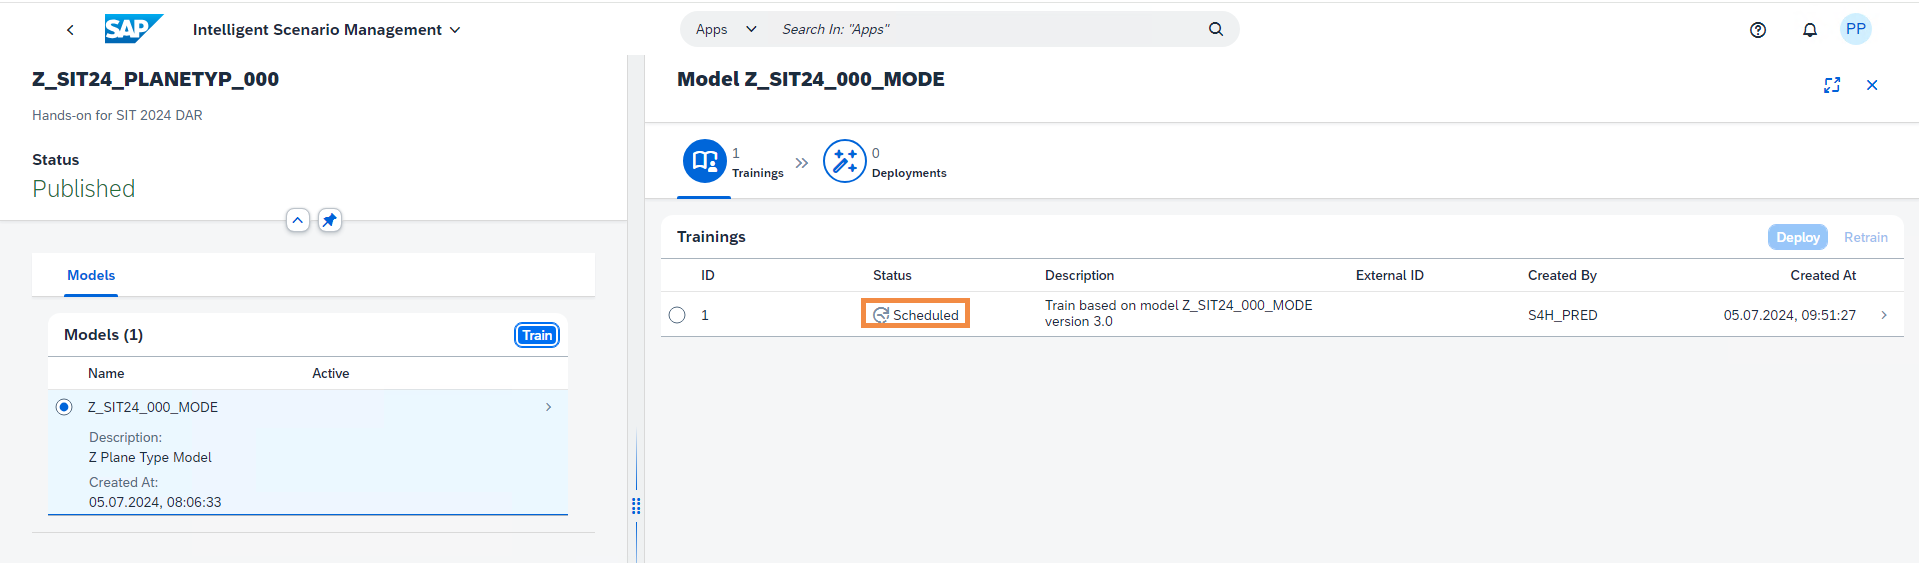 SAP
Intelligent Scenario Management
Apps
Search In: "Apps"
PP
Z_SIT24_PLANETYP_000
Hands-on for SIT 2024 DAR
Status
Published
Models
Models (1)
Train
Name Active
Z_SIT24_000_MODE
Description:
Z Plane Type Model
Created At:
05.07.2024, 08:06:33
Model Z_SIT24_000_MODE
1
Trainings
0
Deployments
Trainings
Deploy Retrain
ID Status Description External ID Created By Created At
1 Scheduled Train based on model Z_SIT24_000_MODE
version 3.0 S4H_PRED 05.07.2024, 09:51:27